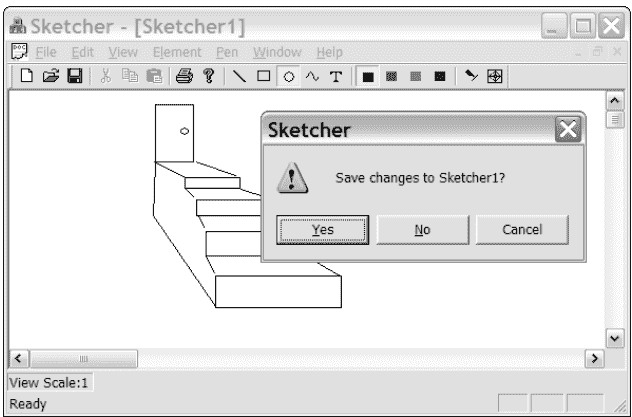 Sketcher - [Sketcher1]
DOC File Edit View Element Pen Window Help
T
Sketcher
Save changes to Sketcher1?
Yes No Cancel
View Scale:1
Ready